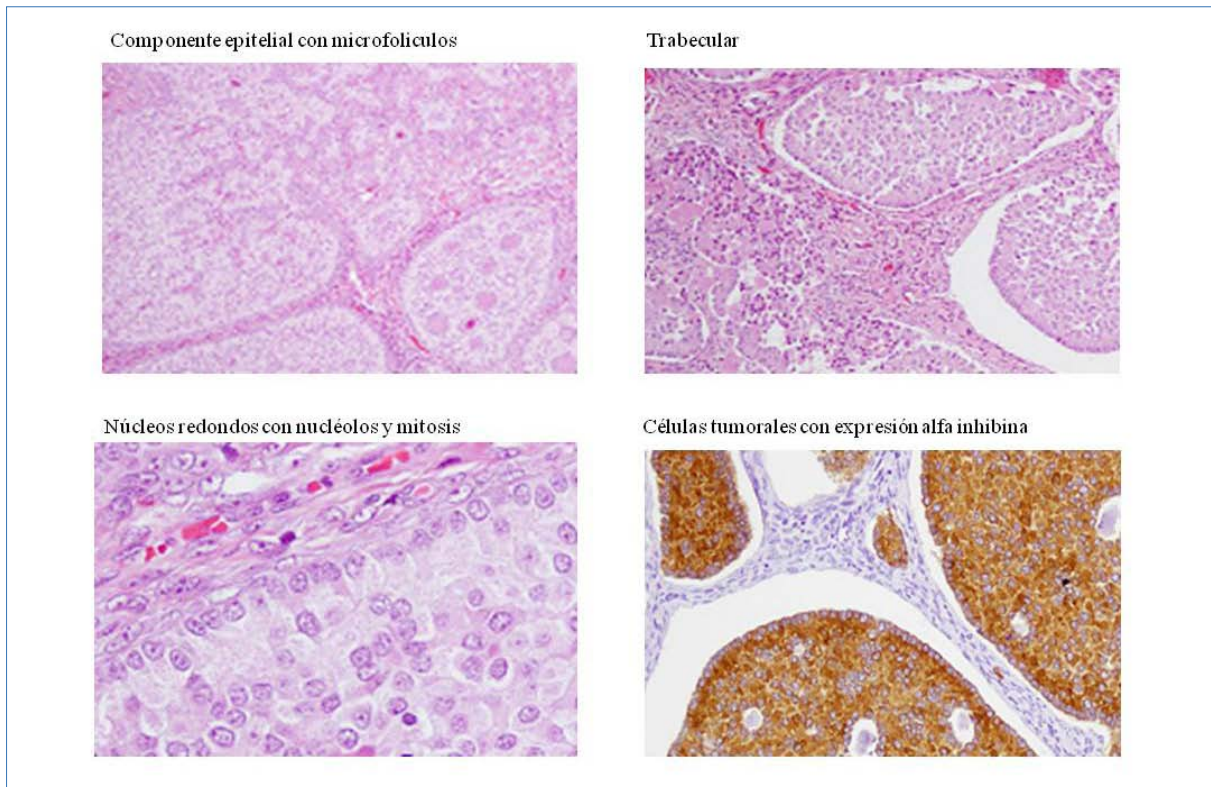 Componente epitelial con microfoliculos
Trabecular
Núcleos redondos con nucléolos y mitosis
Células tumorales con expresión alfa inhibina